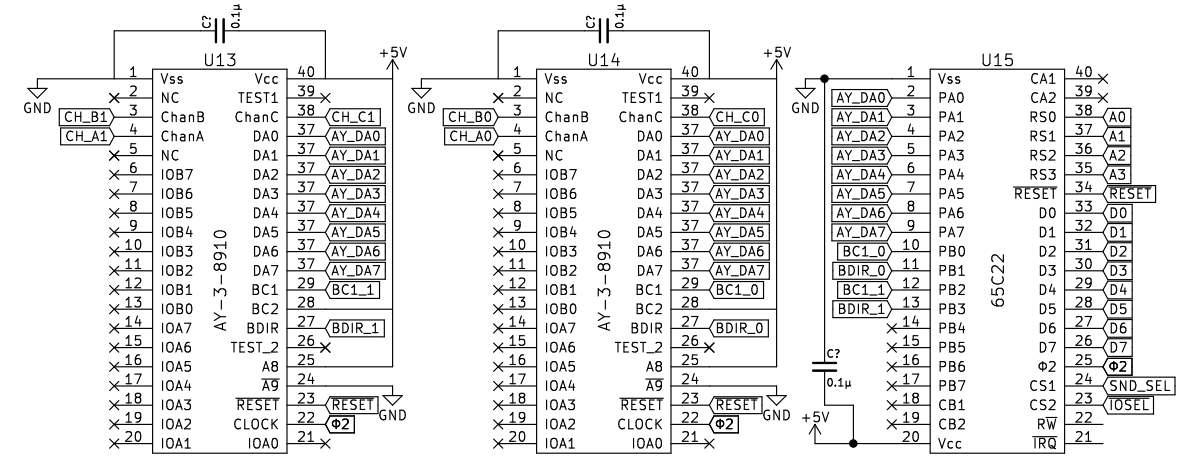 C? 0.1µ C? 0.1µ
U13 +5V U14 +5V U15
GND 1 Vss Vcc 40 GND 1 Vss Vcc 40 GND 1 Vss CA1 40
2 NC TEST1 39 2 NC TEST1 39 AY_DA0 2 PA0 CA2 39
CH_B1 3 ChanB ChanC 38 CH_C1 CH_B0 3 ChanB ChanC 38 CH_C0 AY_DA1 3 PA1 RS0 38 A0
CH_A1 4 ChanA DA0 37 AY_DA0 CH_A0 4 ChanA DA0 37 AY_DA0 AY_DA2 4 PA2 RS1 37 A1
5 NC DA1 37 AY_DA1 5 NC DA1 37 AY_DA1 AY_DA3 5 PA3 RS2 36 A2
6 IOB7 DA2 37 AY_DA2 6 IOB7 DA2 37 AY_DA2 AY_DA4 6 PA4 RS3 35 A3
7 IOB6 DA3 37 AY_DA3 7 IOB6 DA3 37 AY_DA3 AY_DA5 7 PA5 RESET 34 RESET
8 IOB5 DA4 37 AY_DA4 8 IOB5 DA4 37 AY_DA4 AY_DA6 8 PA6 D0 33 D0
9 IOB4 DA5 37 AY_DA5 9 IOB4 DA5 37 AY_DA5 AY_DA7 9 PA7 D1 32 D1
10 IOB3 DA6 37 AY_DA6 10 IOB3 DA6 37 AY_DA6 BC1_0 10 PB0 D2 31 D2
11 IOB2 DA7 37 AY_DA7 11 IOB2 DA7 37 AY_DA7 BDIR_0 11 PB1 D3 30 D3
12 IOB1 BC1 29 BC1_1 12 IOB1 BC1 29 BC1_0 BC1_1 12 PB2 D4 29 D4
13 IOB0 BC2 28 13 IOB0 BC2 28 BDIR_1 13 PB3 D5 28 D5
14 IOA7 BDIR 27 BDIR_1 14 IOA7 BDIR 27 BDIR_0 14 PB4 D6 27 D6
15 IOA6 TEST_2 26 15 IOA6 TEST_2 26 15 PB5 D7 26 D7
16 IOA5 A8 25 16 IOA5 A8 25 C? 16 PB6 Φ2 25 Φ2
17 IOA4 A9 24 GND 17 IOA4 A9 24 GND 0.1µ 17 PB7 CS1 24 SND_SEL
18 IOA3 RESET 23 RESET 18 IOA3 RESET 23 RESET 18 CB1 CS2 23 IOSEL
19 IOA2 CLOCK 22 Φ2 19 IOA2 CLOCK 22 Φ2 +5V 19 CB2 RW 22
20 IOA1 IOA0 21 20 IOA1 IOA0 21 20 Vcc IRQ 21
AY-3-8910 AY-3-8910 65C22